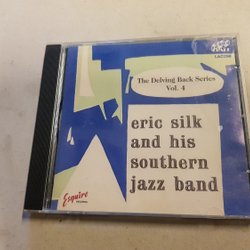 The Delving Back Series
Vol. 4
eric silk
and his
southern
jazz band
Esquire